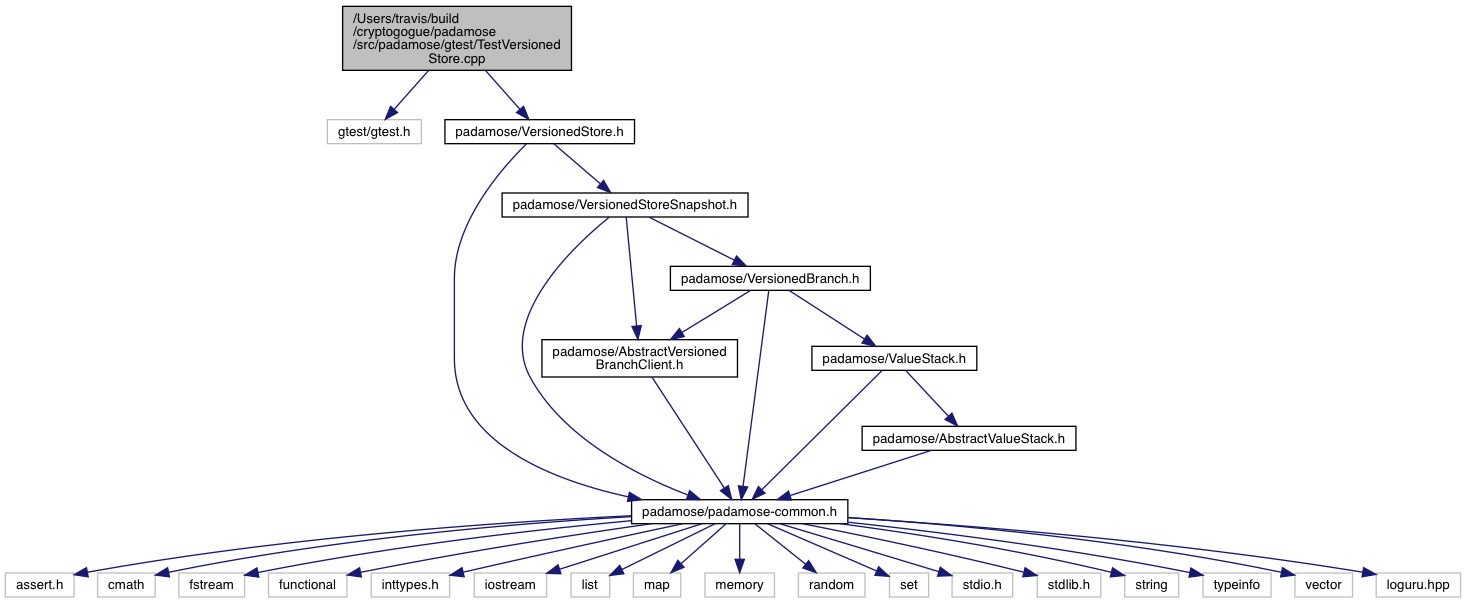 /Users/travis/build
/cryptogogue/padamose
/src/padamose/gtest/TestVersioned
Store.cpp
gtest/gtest.h
padamose/VersionedStore.h
padamose/VersionedStoreSnapshot.h
padamose/VersionedBranch.h
padamose/AbstractVersioned
BranchClient.h
padamose/ValueStack.h
padamose/AbstractValueStack.h
padamose/padamose-common.h
assert.h
cmath
fstream
functional
inttypes.h
iostream
list
map
memory
random
set
stdio.h
stdlib.h
string
typeinfo
vector
loguru.hpp